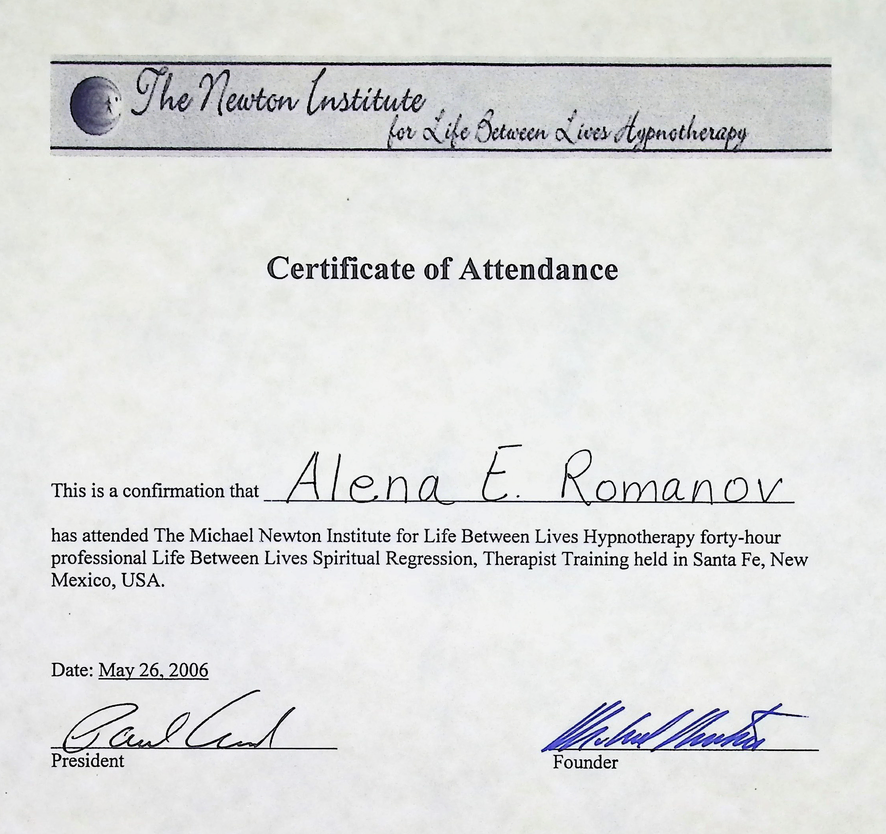 The Newton Institute
for Life Between Lives Hypnotherapy
Certificate of Attendance
This is a confirmation that Alena E. Romanov
has attended The Michael Newton Institute for Life Between Lives Hypnotherapy forty-hour
professional Life Between Lives Spiritual Regression, Therapist Training held in Santa Fe, New
Mexico, USA.
Date: May 26, 2006
Michael Newton
President
Founder